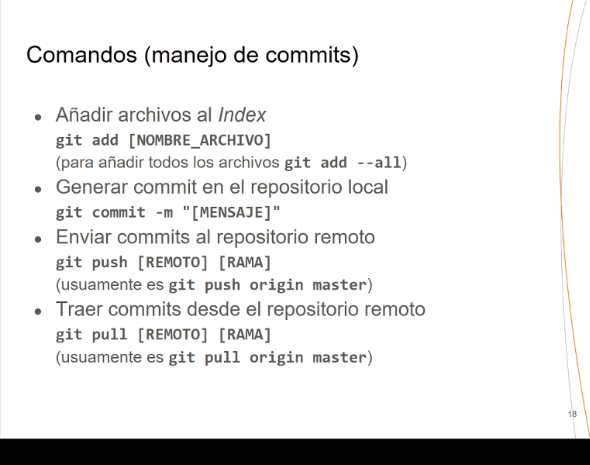 Comandos (manejo de commits)
● Añadir archivos al Index
git add [NOMBRE_ARCHIVO]
(para añadir todos los archivos git add --all)
● Generar commit en el repositorio local
git commit -m "[MENSAJE]"
● Enviar commits al repositorio remoto
git push [REMOTO] [RAMA]
(usuamente es git push origin master)
● Traer commits desde el repositorio remoto
git pull [REMOTO] [RAMA]
(usuamente es git pull origin master)
18